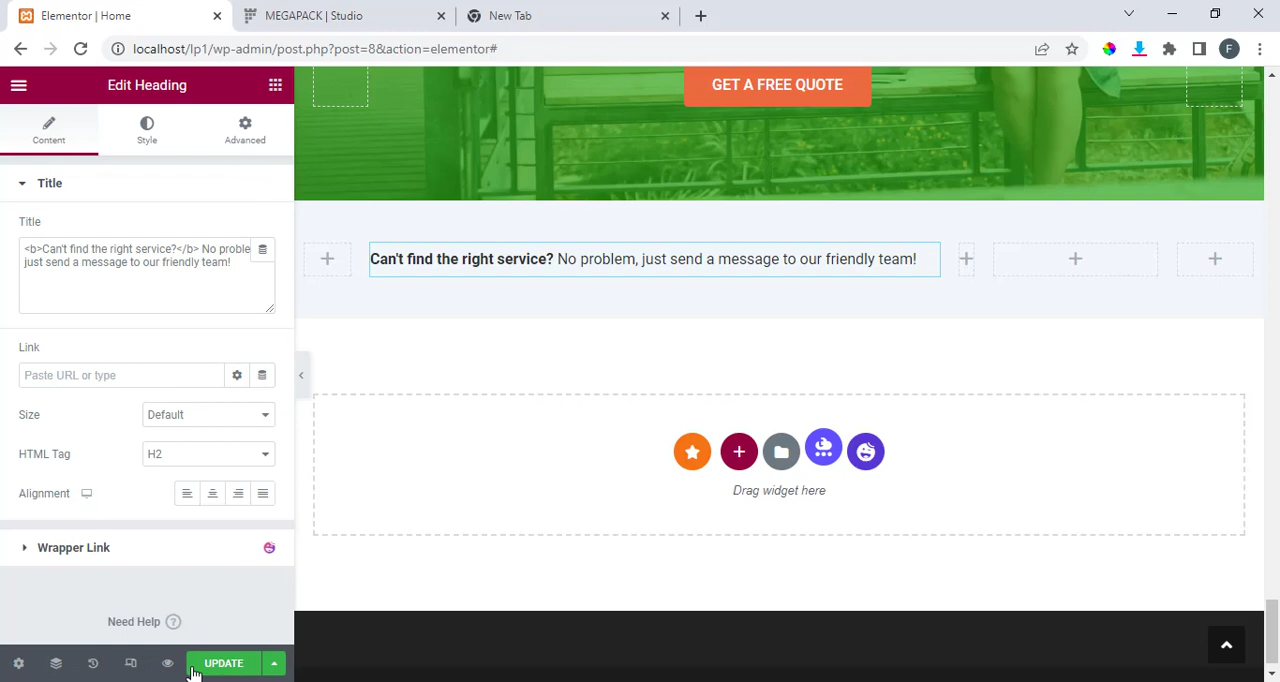 Elementor | Home
MEGAPACK | Studio
New Tab
localhost/lp1/wp-admin/post.php?post=8&action=elementor#
F
Edit Heading
Content
Style
Advanced
Title
Title
<b>Can't find the right service?</b> No proble
just send a message to our friendly team!
Link
Paste URL or type
Size
Default
HTML Tag
H2
Alignment
Wrapper Link
Need Help ?
UPDATE
GET A FREE QUOTE
Can't find the right service? No problem, just send a message to our friendly team!
Drag widget here